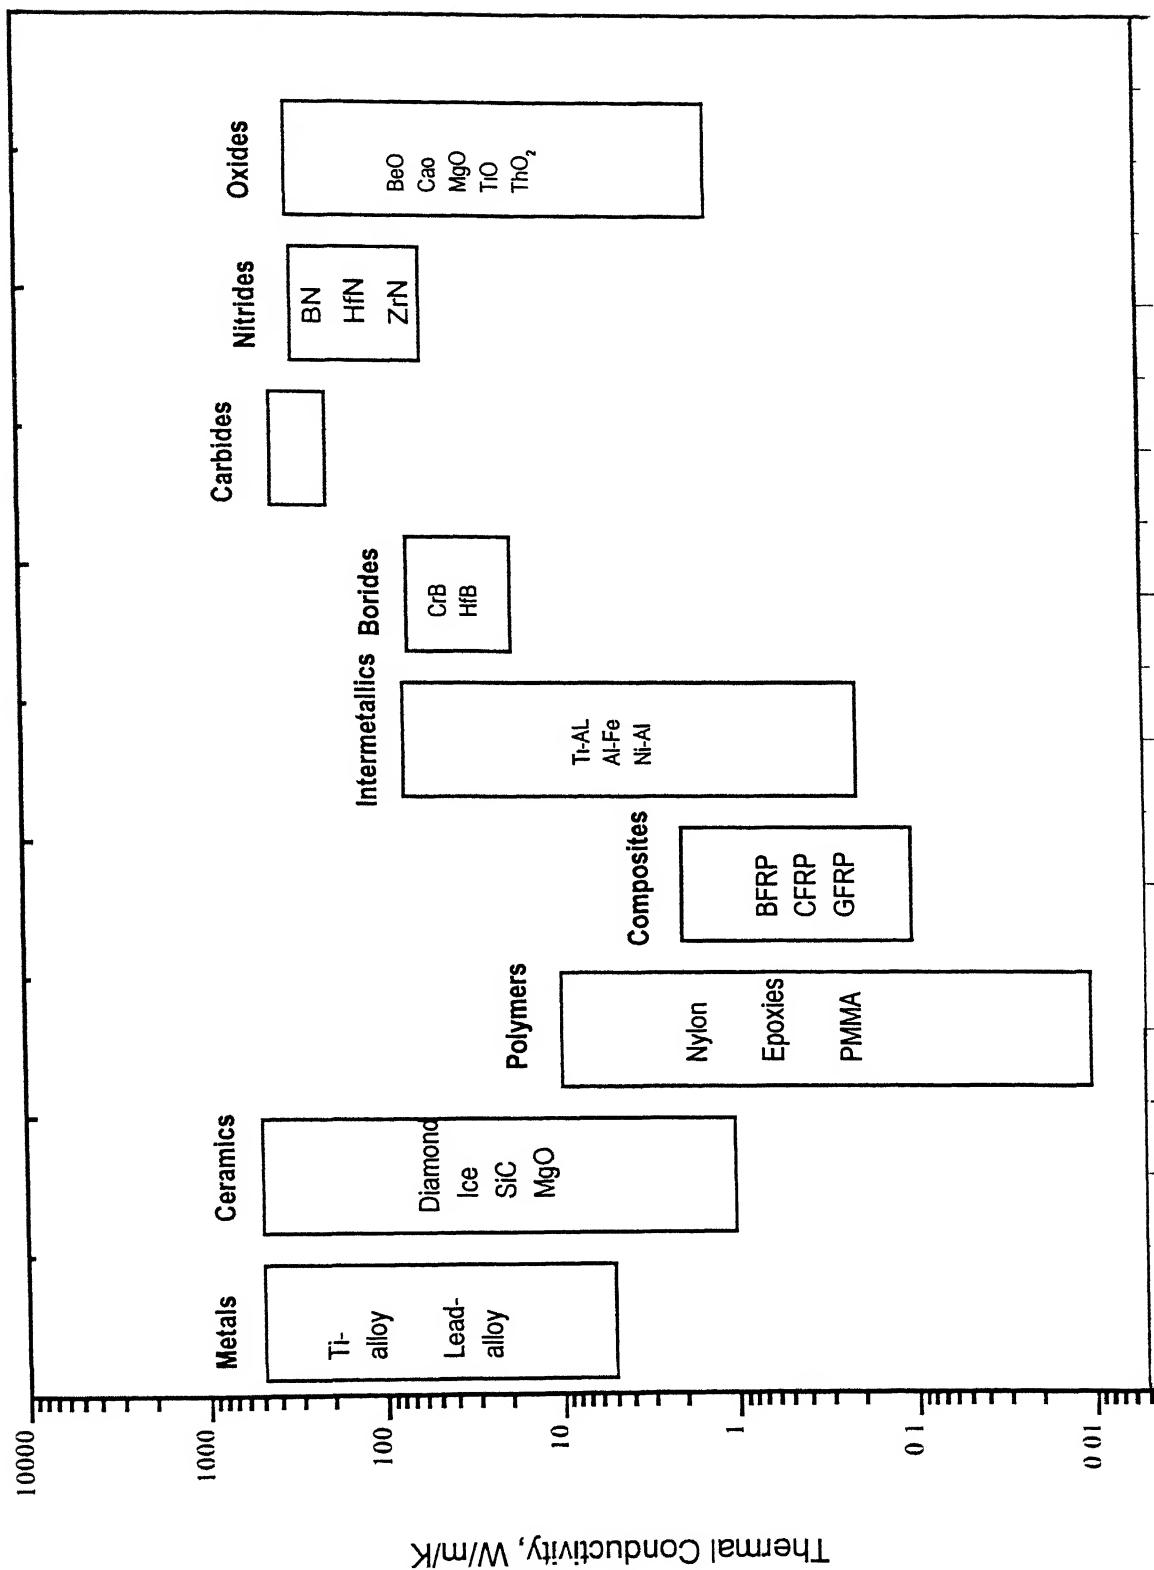 Thermal Conductivity, W/m/K
10000
1000
100
10
1
0 1
0 01
Metals
Ti-
alloy
Lead-
alloy
Ceramics
Diamond
Ice
SiC
MgO
Polymers
Nylon
Epoxies
PMMA
Composites
BFRP
CFRP
GFRP
Intermetallics
Ti-AL
Al-Fe
Ni-Al
Borides
CrB
HfB
Carbides
Nitrides
BN
HfN
ZrN
Oxides
BeO
Cao
MgO
TiO
ThO₂